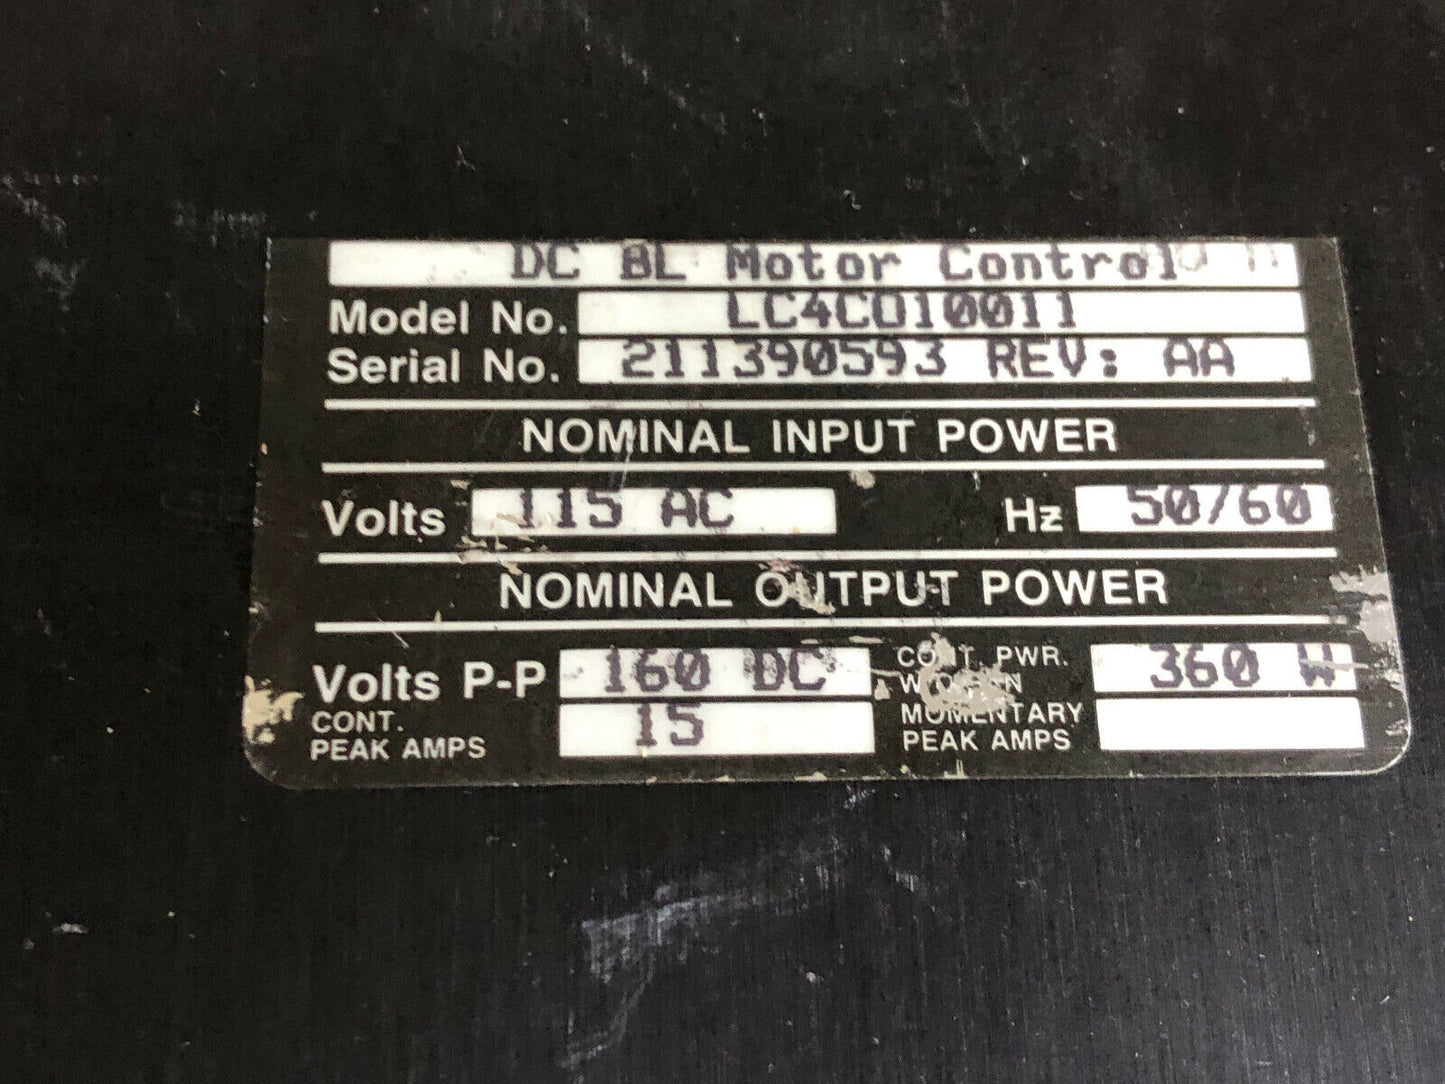 DC BL Motor Control
Model No. LC4C010011
Serial No. 211390593 REV: AA
NOMINAL INPUT POWER
Volts 115 AC Hz 50/60
NOMINAL OUTPUT POWER
Volts P-P 160 DC CONT. PWR. 360 W
CONT. PEAK AMPS 15 MOMENTARY PEAK AMPS